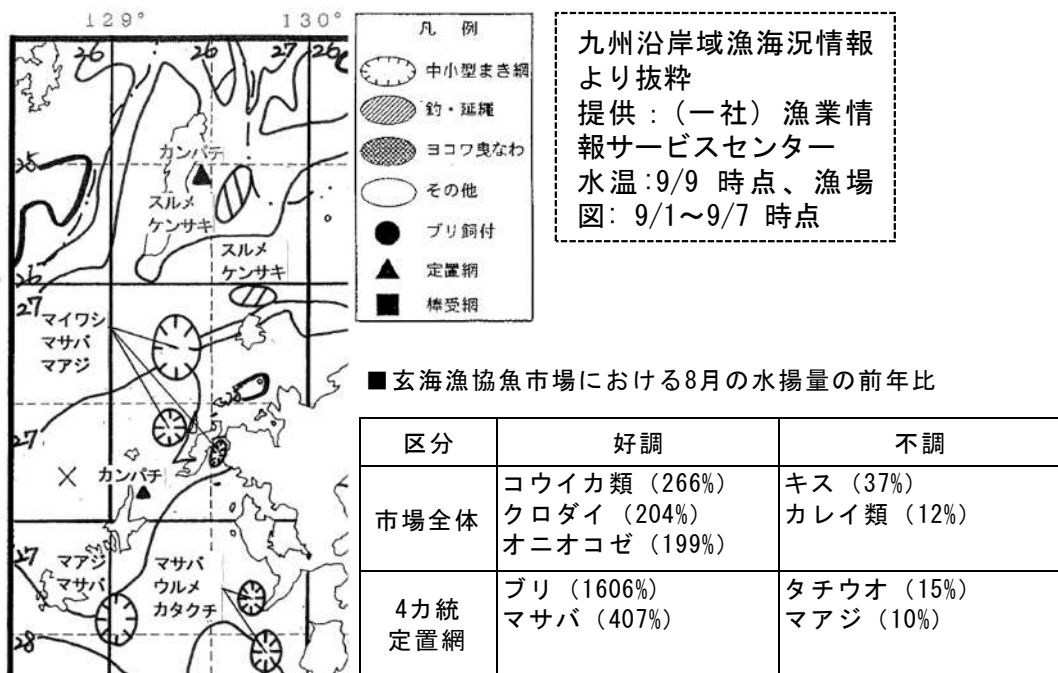 129°
130°
26
26
27
26
25
カンパチ
スルメ
ケンサキ
スルメ
ケンサキ
26
27
27
マイワシ
マサバ
マアジ
27
カンパチ
27
マアジ
マサバ
マサバ
ウルメ
カタクチ
28
凡 例
中小型まき網
釣・延縄
ヨコワ曳なわ
その他
ブリ飼付
定置網
棒受網
九州沿岸域漁海況情報
より抜粋
提供:(一社)漁業情
報サービスセンター
水温:9/9 時点、漁場
図: 9/1~9/7 時点
■玄海漁協魚市場における8月の水揚量の前年比
区分 好調 不調
市場全体
コウイカ類(266%)
クロダイ(204%)
オニオコゼ(199%)
キス(37%)
カレイ類(12%)
4カ統
定置網
ブリ(1606%)
マサバ(407%)
タチウオ(15%)
マアジ(10%)